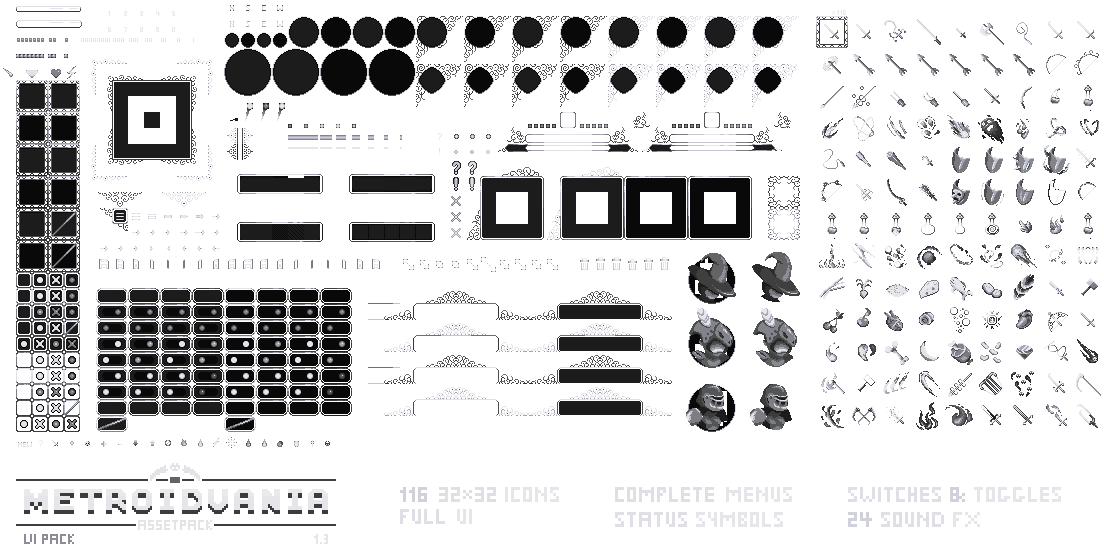 NEW
METROIDVANIA
ASSETPACK
UI PACK
1.3
116 32×32 ICONS
FULL UI
COMPLETE MENUS
STATUS SYMBOLS
SWITCHES & TOGGLES
24 SOUND FX